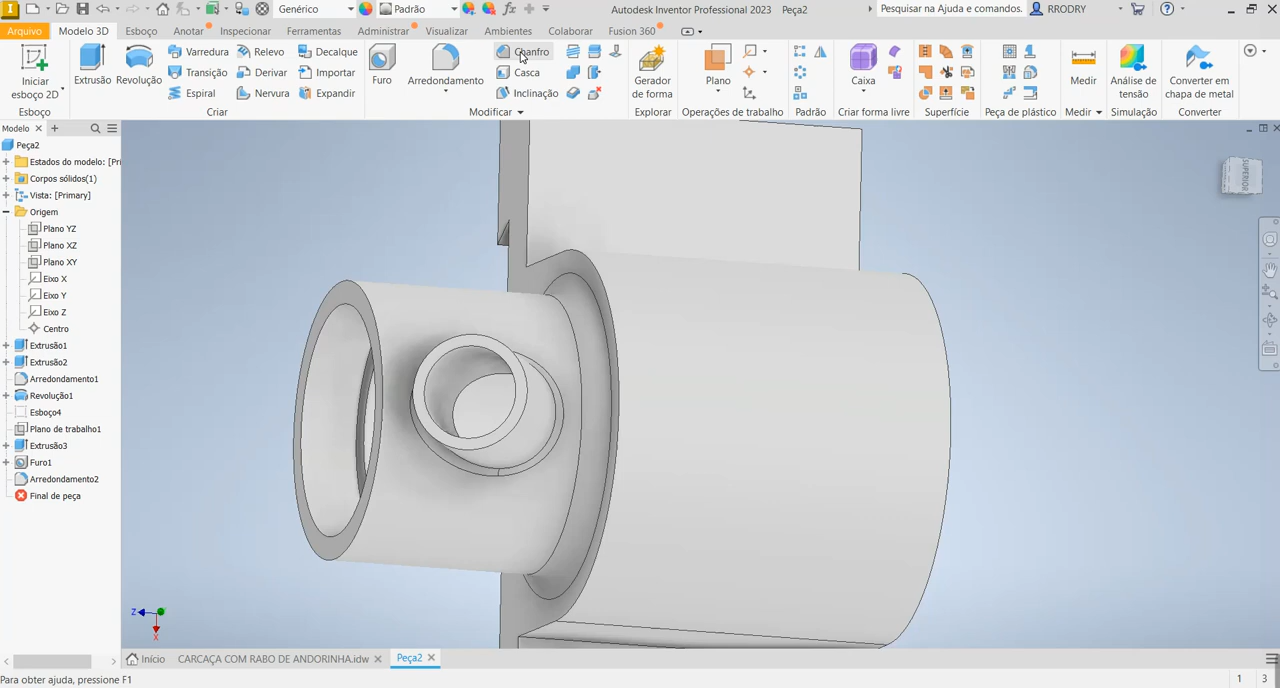 Genérico
Padrão
Autodesk Inventor Professional 2023 Peça2
Pesquisar na Ajuda e comandos.
RRODRY
Arquivo
Modelo 3D
Esboço
Anotar
Inspecionar
Ferramentas
Administrar
Visualizar
Ambientes
Colaborar
Fusion 360
Iniciar
esboço 2D
Esboço
Extrusão
Revolução
Varredura
Transição
Espiral
Relevo
Derivar
Nervura
Decalque
Importar
Expandir
Criar
Furo
Arredondamento
Chanfro
Casca
Inclinação
Modificar
Gerador
de forma
Explorar
Plano
Operações de trabalho
Padrão
Caixa
Criar forma livre
Superfície
Peça de plástico
Medir
Medir
Análise de
tensão
Simulação
Converter em
chapa de metal
Converter
Modelo
Peça2
Estados do modelo: [Pri
Corpos sólidos(1)
Vista: [Primary]
Origem
Plano YZ
Plano XZ
Plano XY
Eixo X
Eixo Y
Eixo Z
Centro
Extrusão1
Extrusão2
Arredondamento1
Revolução1
Esboço4
Plano de trabalho1
Extrusão3
Furo1
Arredondamento2
Final de peça
SUPERIOR
Z
X
Início
CARCAÇA COM RABO DE ANDORINHA.idw
Peça2
Para obter ajuda, pressione F1
1
3